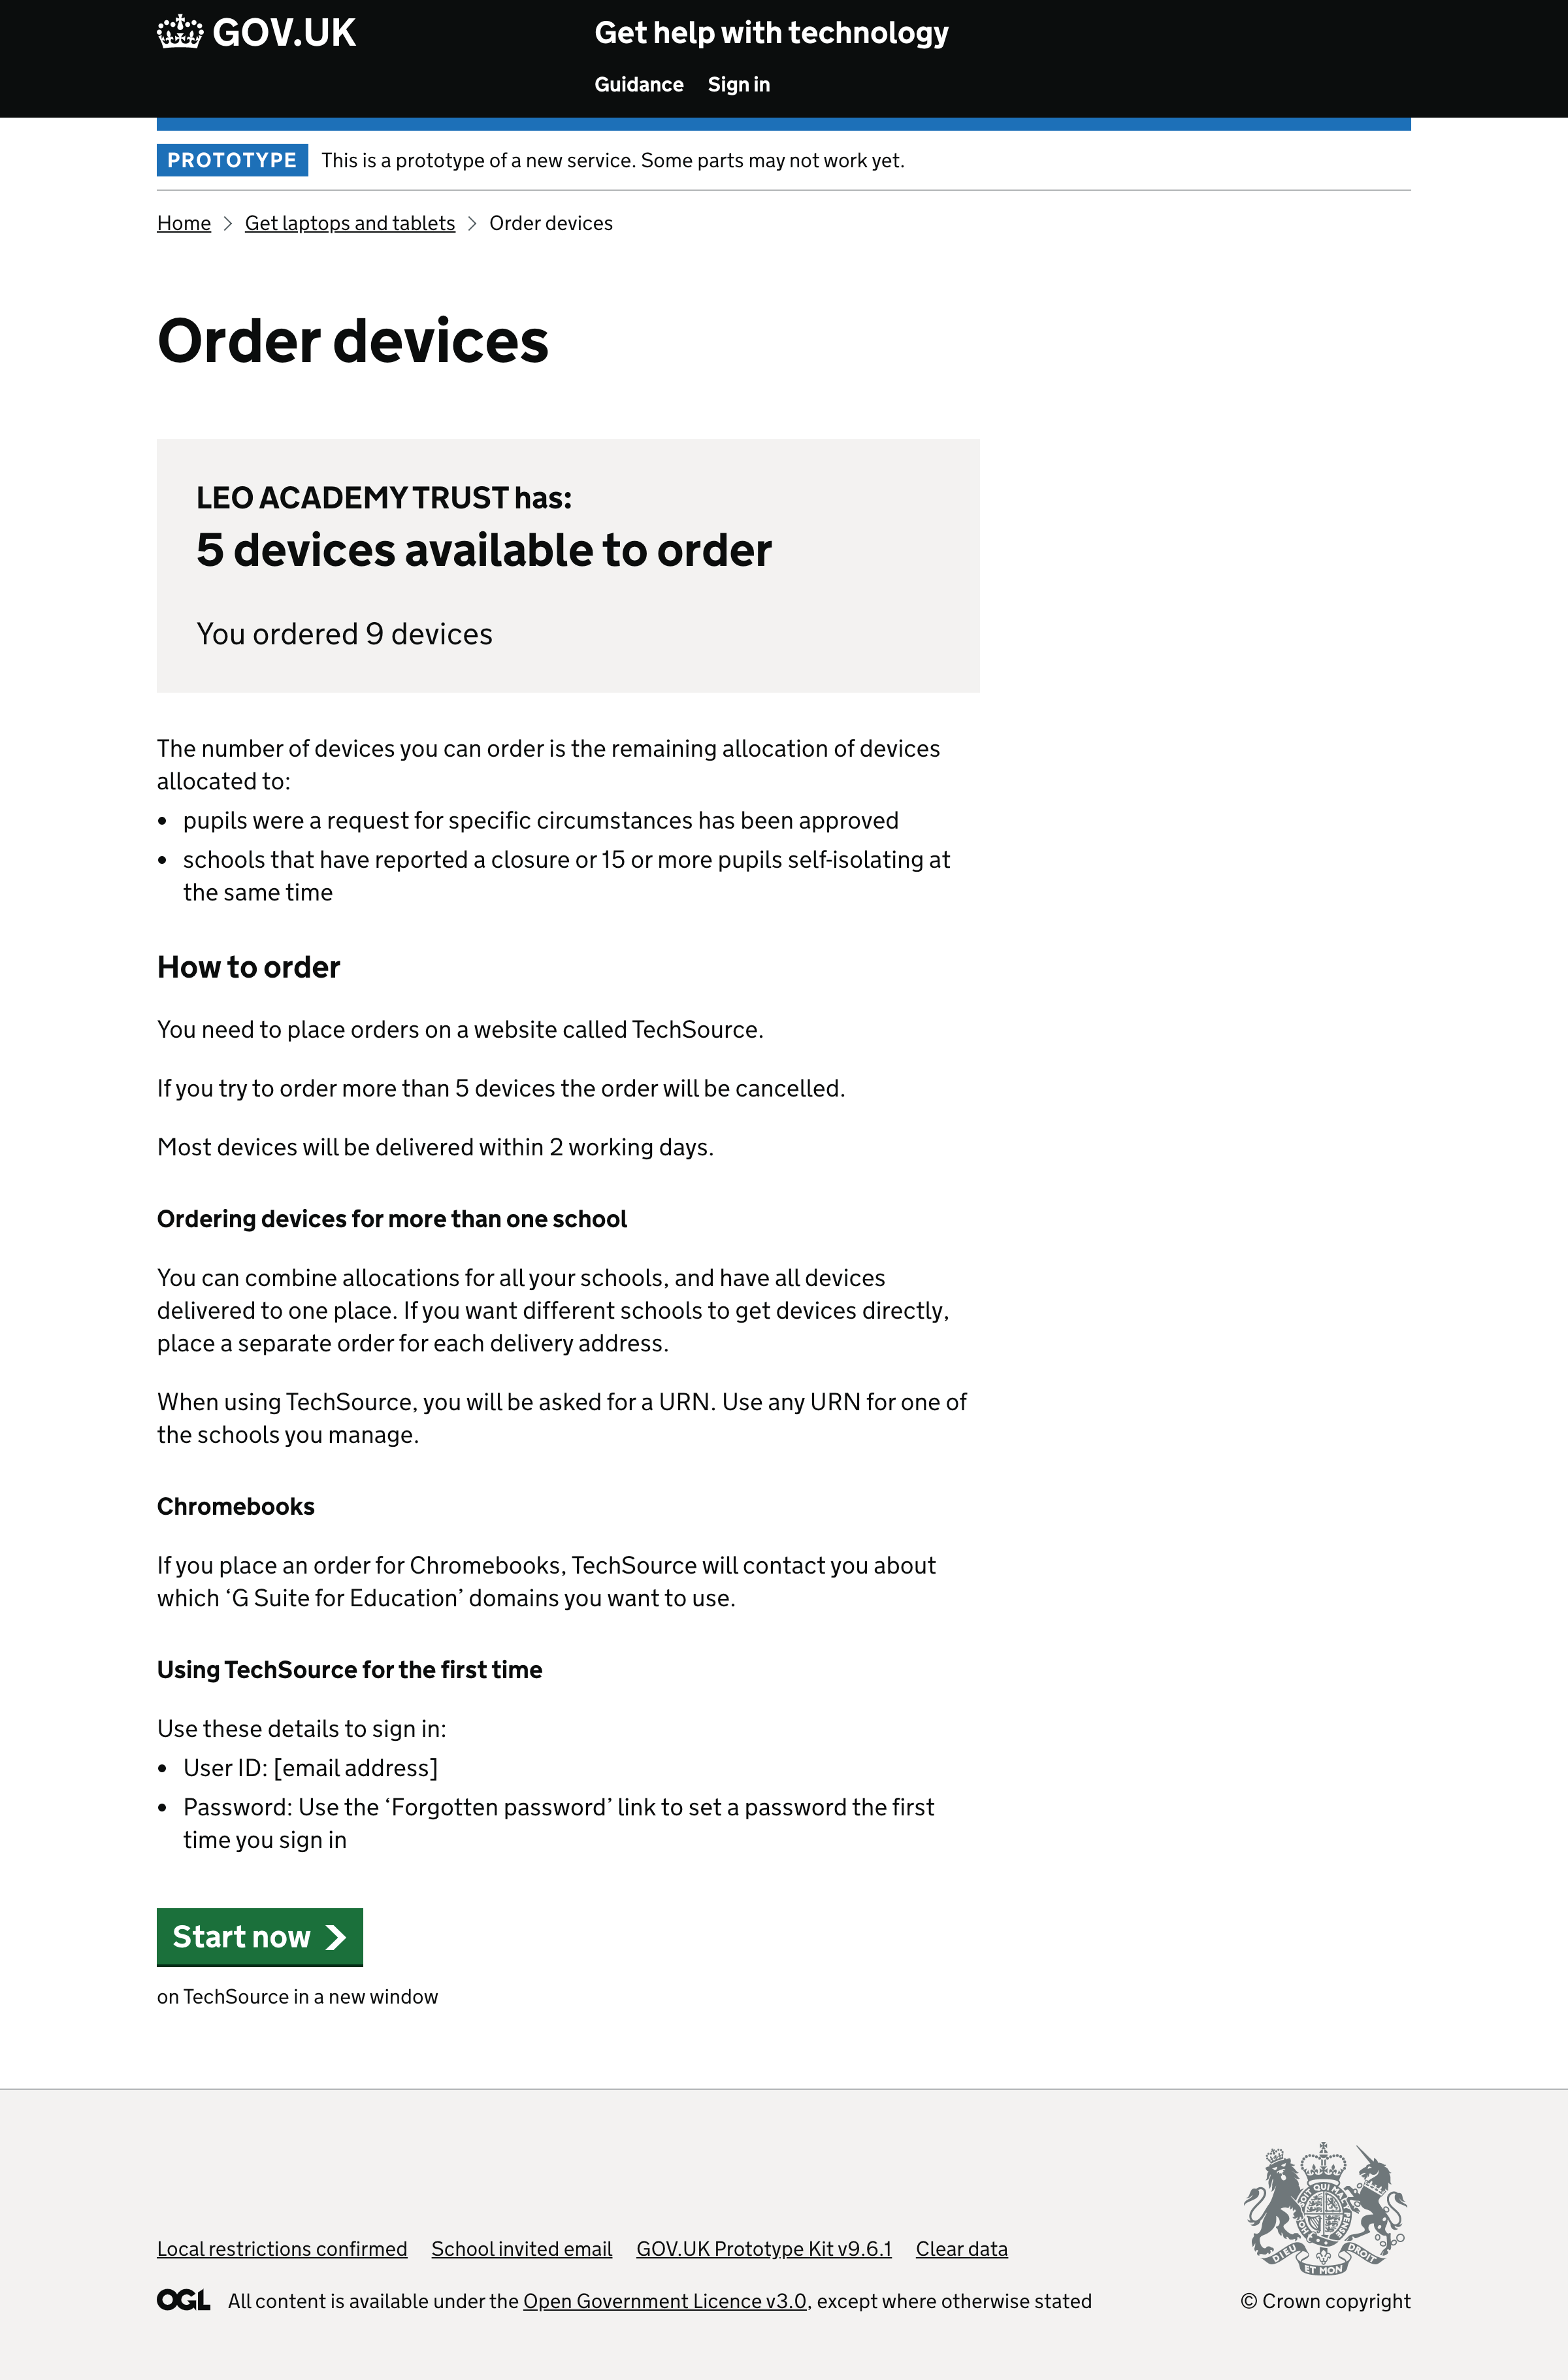 GOV.UK
Get help with technology
Guidance Sign in
PROTOTYPE This is a prototype of a new service. Some parts may not work yet.
Home Get laptops and tablets Order devices
Order devices
LEO ACADEMY TRUST has:
5 devices available to order
You ordered 9 devices
The number of devices you can order is the remaining allocation of devices
allocated to:
• pupils were a request for specific circumstances has been approved
• schools that have reported a closure or 15 or more pupils self-isolating at
the same time
How to order
You need to place orders on a website called TechSource.
If you try to order more than 5 devices the order will be cancelled.
Most devices will be delivered within 2 working days.
Ordering devices for more than one school
You can combine allocations for all your schools, and have all devices
delivered to one place. If you want different schools to get devices directly,
place a separate order for each delivery address.
When using TechSource, you will be asked for a URN. Use any URN for one of
the schools you manage.
Chromebooks
If you place an order for Chromebooks, TechSource will contact you about
which ‘G Suite for Education’ domains you want to use.
Using TechSource for the first time
Use these details to sign in:
• User ID: [email address]
• Password: Use the ‘Forgotten password’ link to set a password the first
time you sign in
Start now
on TechSource in a new window
DIEU ET MON DROIT
Local restrictions confirmed School invited email GOV.UK Prototype Kit v9.6.1 Clear data
OGL All content is available under the Open Government Licence v3.0, except where otherwise stated
© Crown copyright